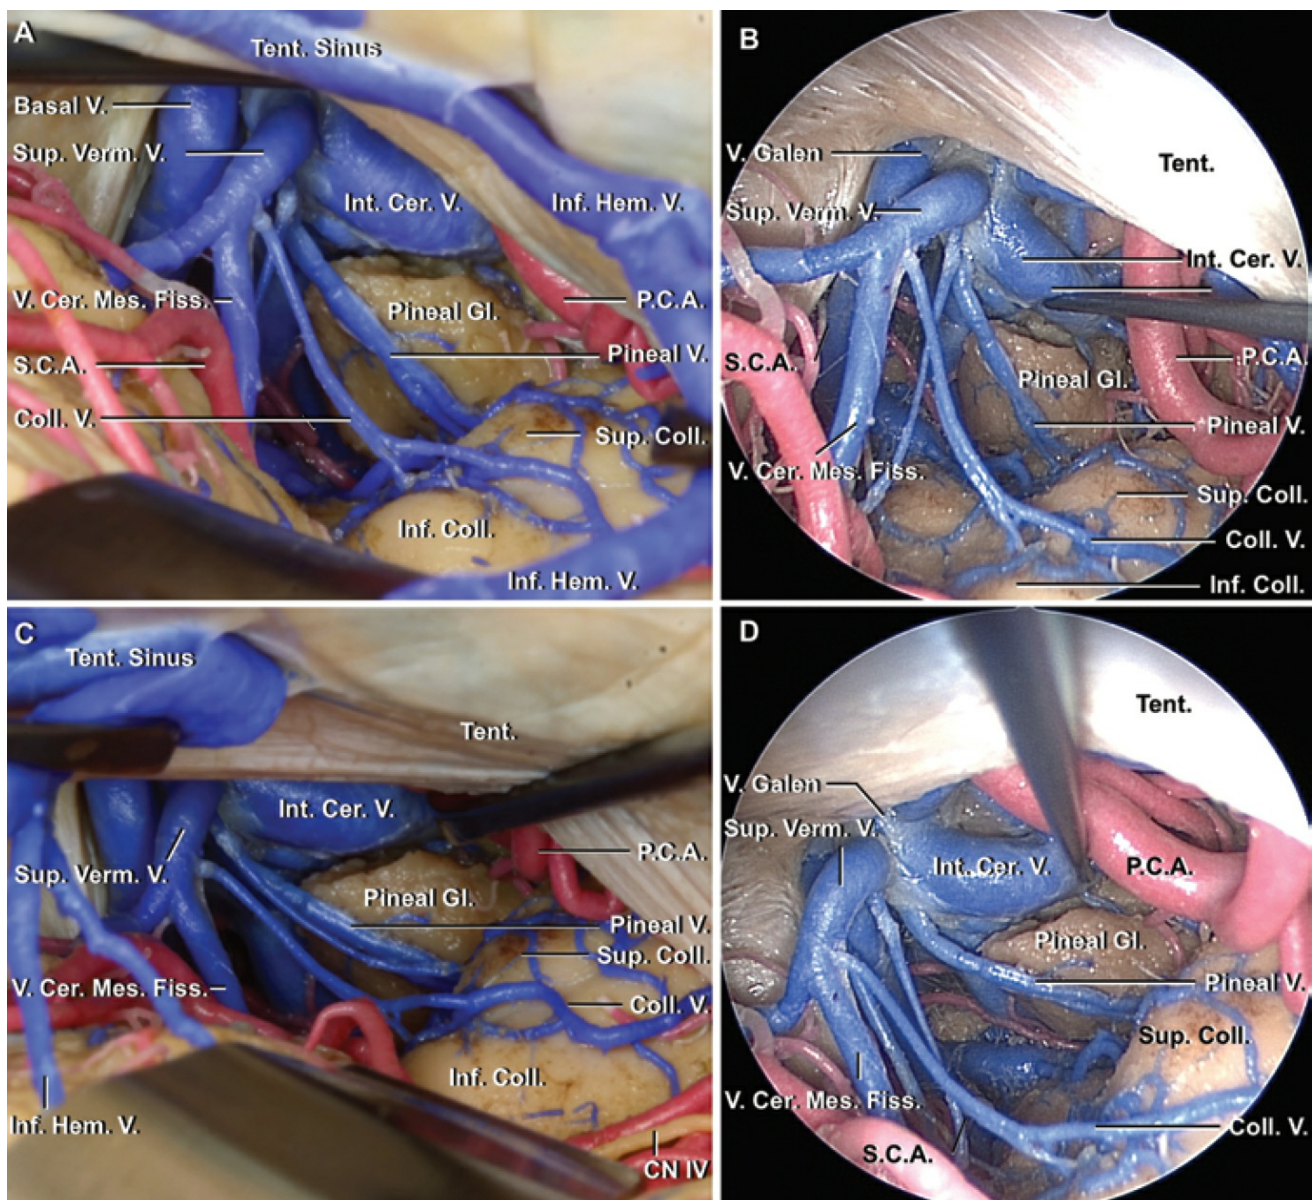 A
Tent. Sinus
Basal V.
Sup. Verm. V.
Int. Cer. V.
Inf. Hem. V.
V. Cer. Mes. Fiss.
Pineal Gl.
P.C.A.
S.C.A.
Pineal V.
Coll. V.
Sup. Coll.
Inf. Coll.
Inf. Hem. V.
B
V. Galen
Tent.
Sup. Verm. V.
Int. Cer. V.
S.C.A.
P.C.A.
Pineal Gl.
Pineal V.
V. Cer. Mes. Fiss.
Sup. Coll.
Coll. V.
Inf. Coll.
C
Tent. Sinus
Tent.
Int. Cer. V.
Sup. Verm. V.
P.C.A.
Pineal Gl.
Pineal V.
Sup. Coll.
V. Cer. Mes. Fiss.
Coll. V.
Inf. Coll.
Inf. Hem. V.
CN IV
D
Tent.
V. Galen
Sup. Verm. V.
Int. Cer. V.
P.C.A.
Pineal Gl.
Pineal V.
Sup. Coll.
V. Cer. Mes. Fiss.
Coll. V.
S.C.A.